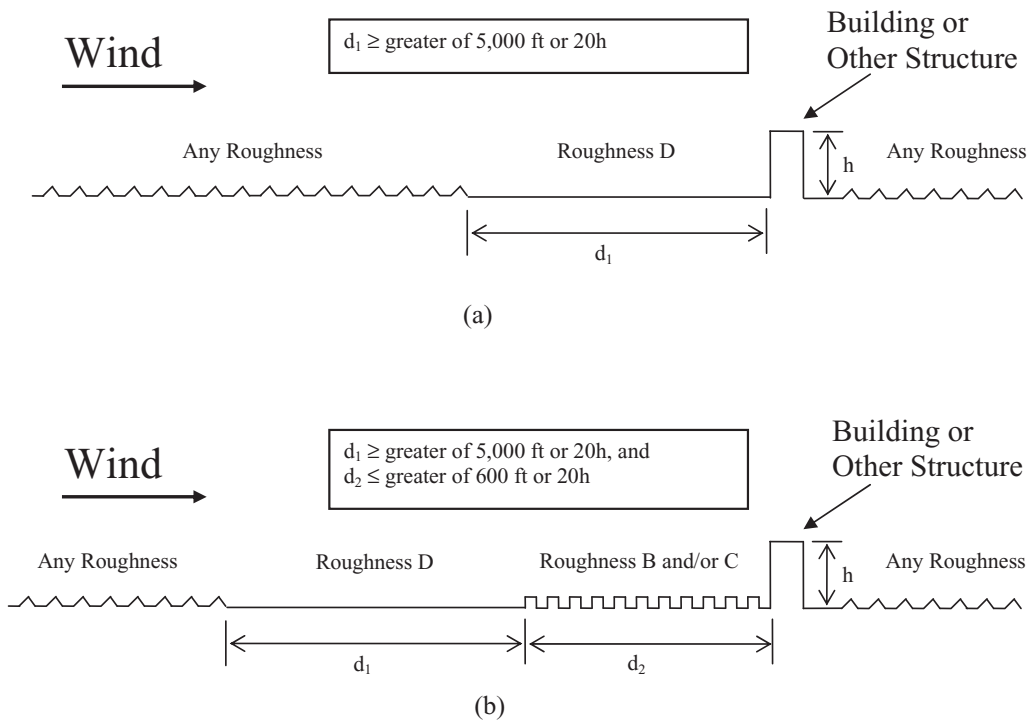 Wind
d₁ ≥ greater of 5,000 ft or 20h
Building or
Other Structure
Any Roughness
Roughness D
h
Any Roughness
d₁
(a)
Wind
d₁ ≥ greater of 5,000 ft or 20h, and
d₂ ≤ greater of 600 ft or 20h
Building or
Other Structure
Any Roughness
Roughness D
Roughness B and/or C
h
Any Roughness
d₁
d₂
(b)